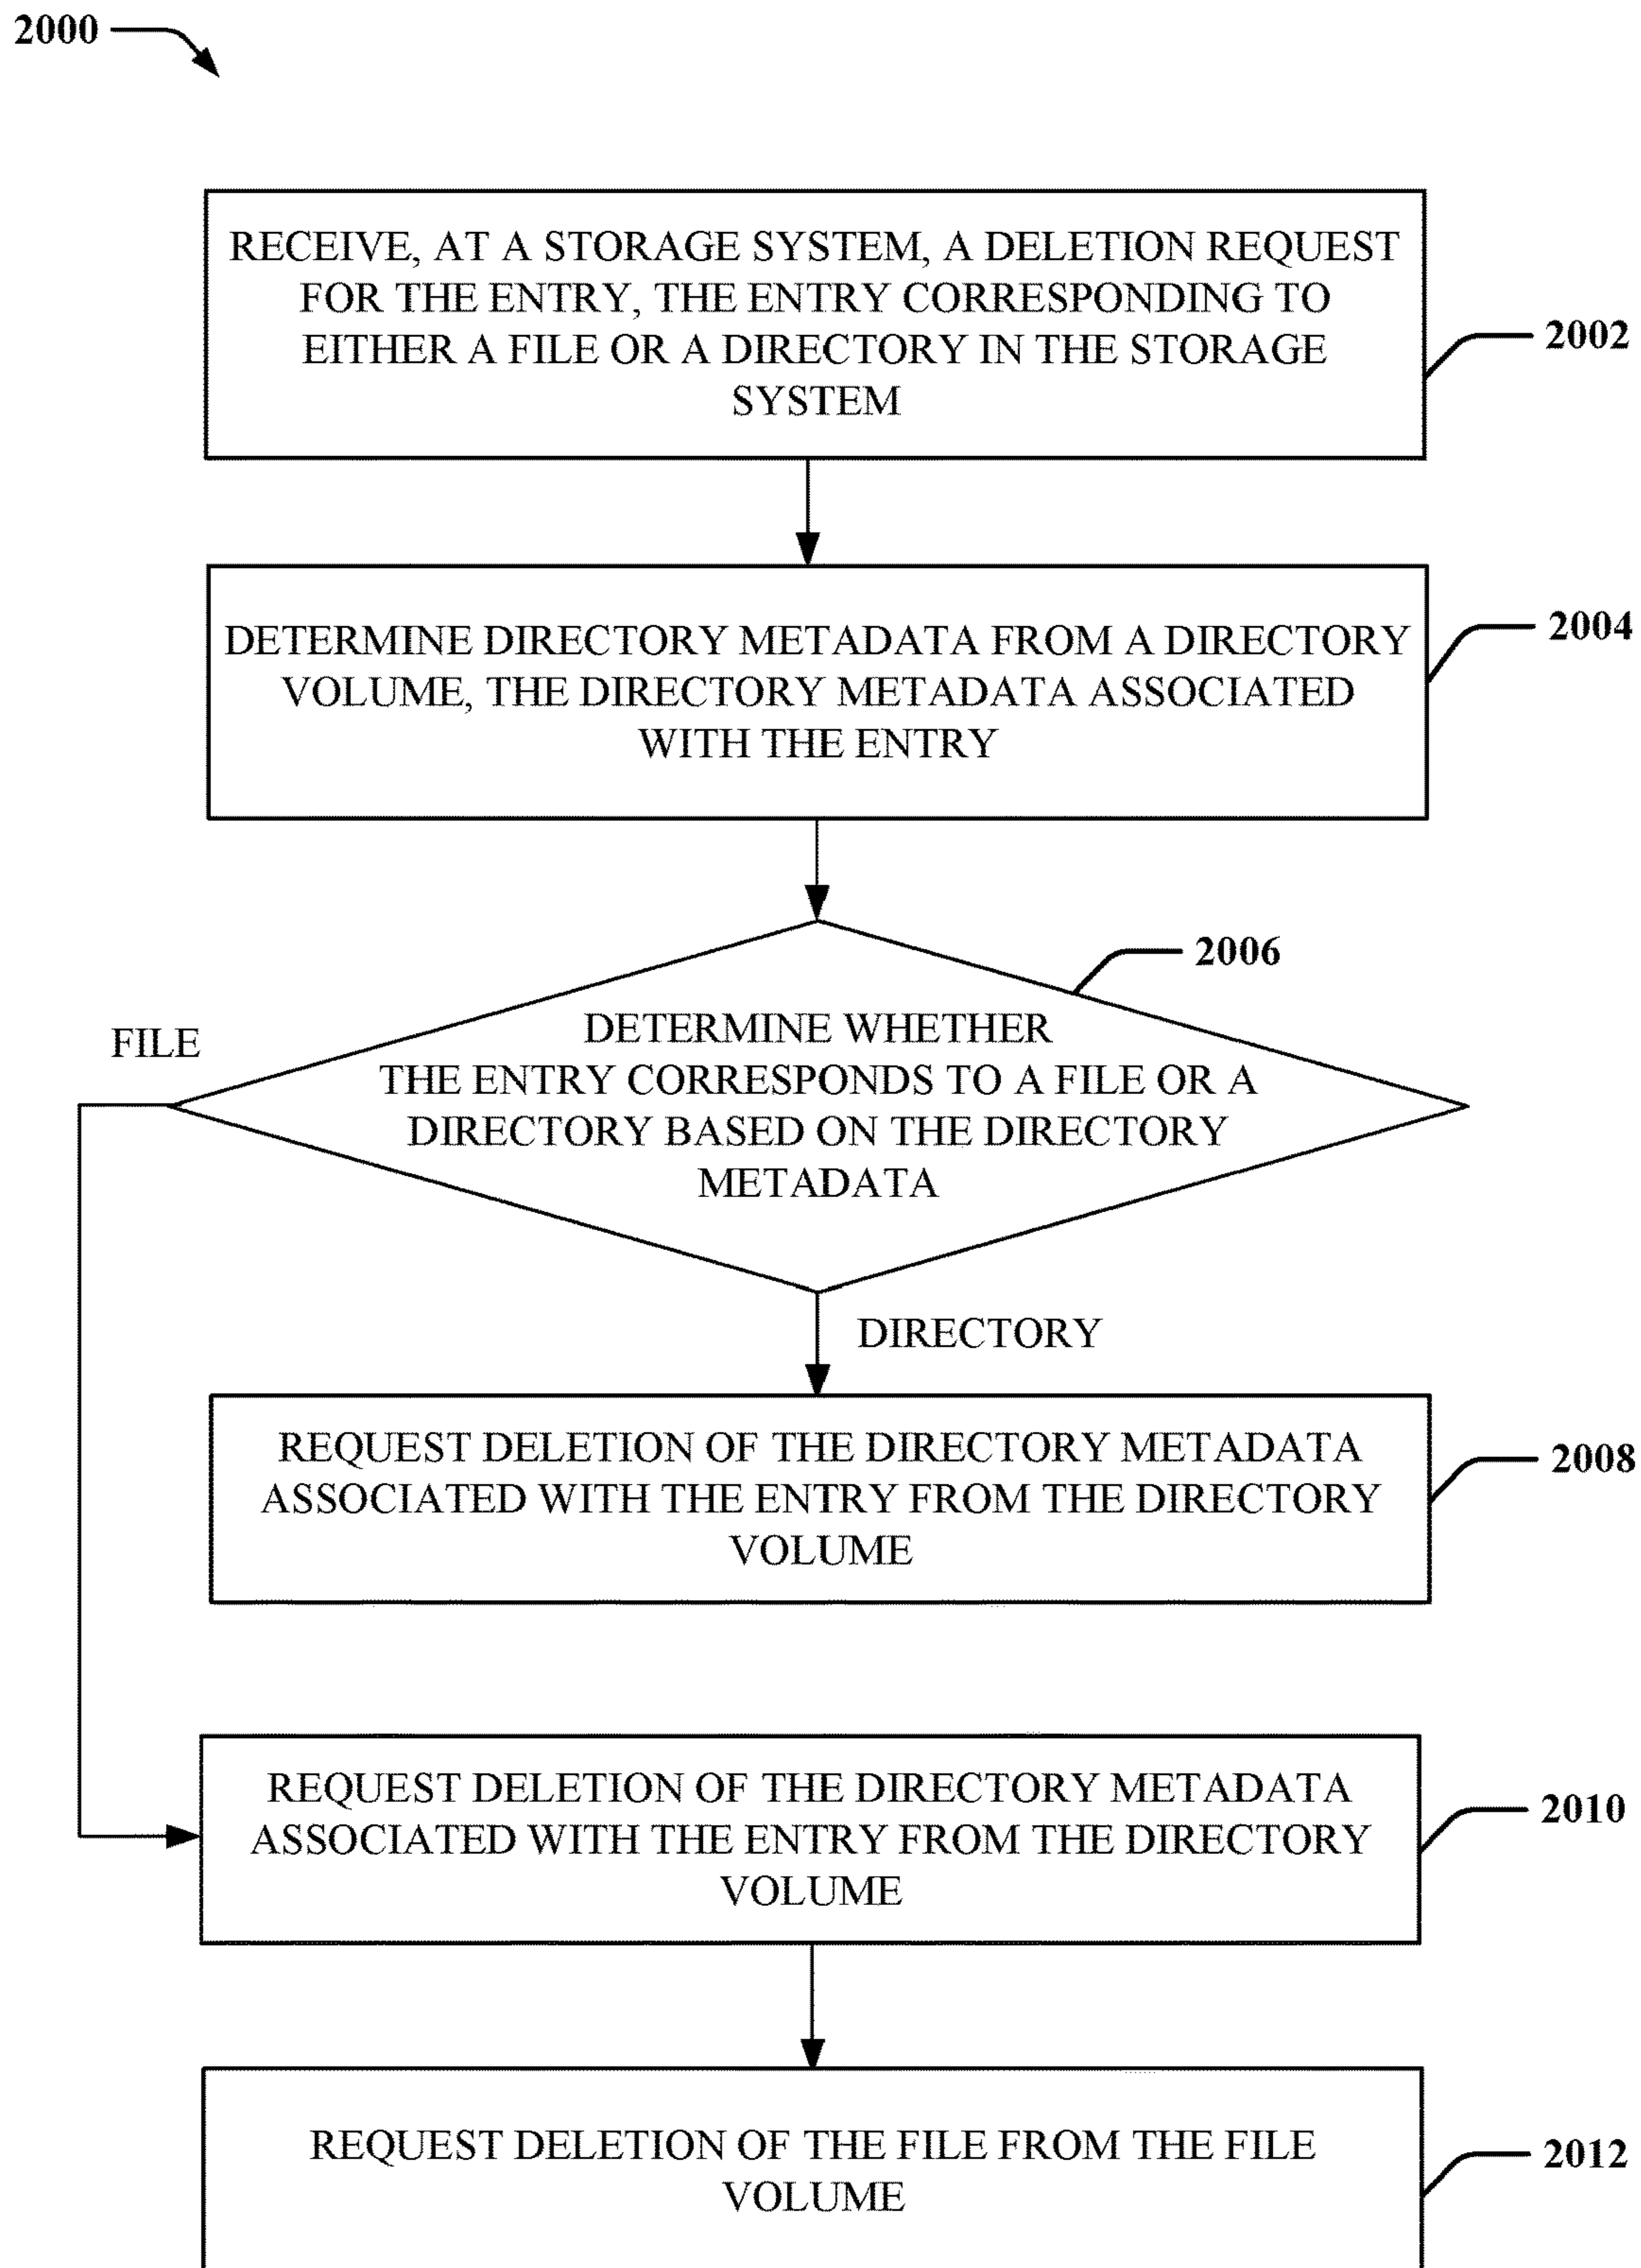 2000
RECEIVE, AT A STORAGE SYSTEM, A DELETION REQUEST
FOR THE ENTRY, THE ENTRY CORRESPONDING TO
EITHER A FILE OR A DIRECTORY IN THE STORAGE
SYSTEM
2002
DETERMINE DIRECTORY METADATA FROM A DIRECTORY
VOLUME, THE DIRECTORY METADATA ASSOCIATED
WITH THE ENTRY
2004
2006
FILE
DETERMINE WHETHER
THE ENTRY CORRESPONDS TO A FILE OR A
DIRECTORY BASED ON THE DIRECTORY
METADATA
DIRECTORY
REQUEST DELETION OF THE DIRECTORY METADATA
ASSOCIATED WITH THE ENTRY FROM THE DIRECTORY
VOLUME
2008
REQUEST DELETION OF THE DIRECTORY METADATA
ASSOCIATED WITH THE ENTRY FROM THE DIRECTORY
VOLUME
2010
REQUEST DELETION OF THE FILE FROM THE FILE
VOLUME
2012